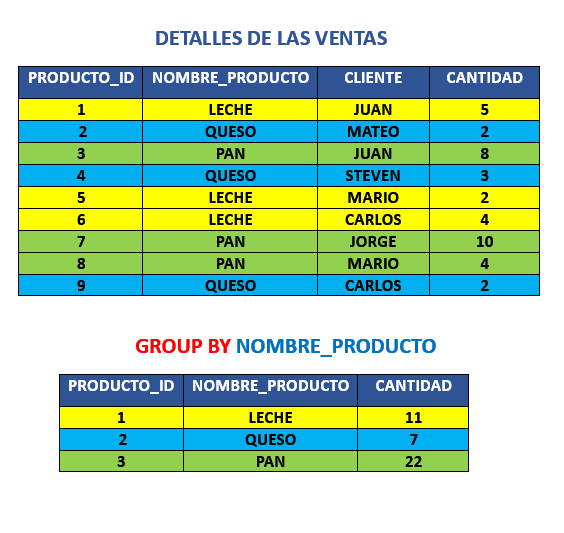 DETALLES DE LAS VENTAS
PRODUCTO_ID NOMBRE_PRODUCTO CLIENTE CANTIDAD
1 LECHE JUAN 5
2 QUESO MATEO 2
3 PAN JUAN 8
4 QUESO STEVEN 3
5 LECHE MARIO 2
6 LECHE CARLOS 4
7 PAN JORGE 10
8 PAN MARIO 4
9 QUESO CARLOS 2
GROUP BY NOMBRE_PRODUCTO
PRODUCTO_ID NOMBRE_PRODUCTO CANTIDAD
1 LECHE 11
2 QUESO 7
3 PAN 22